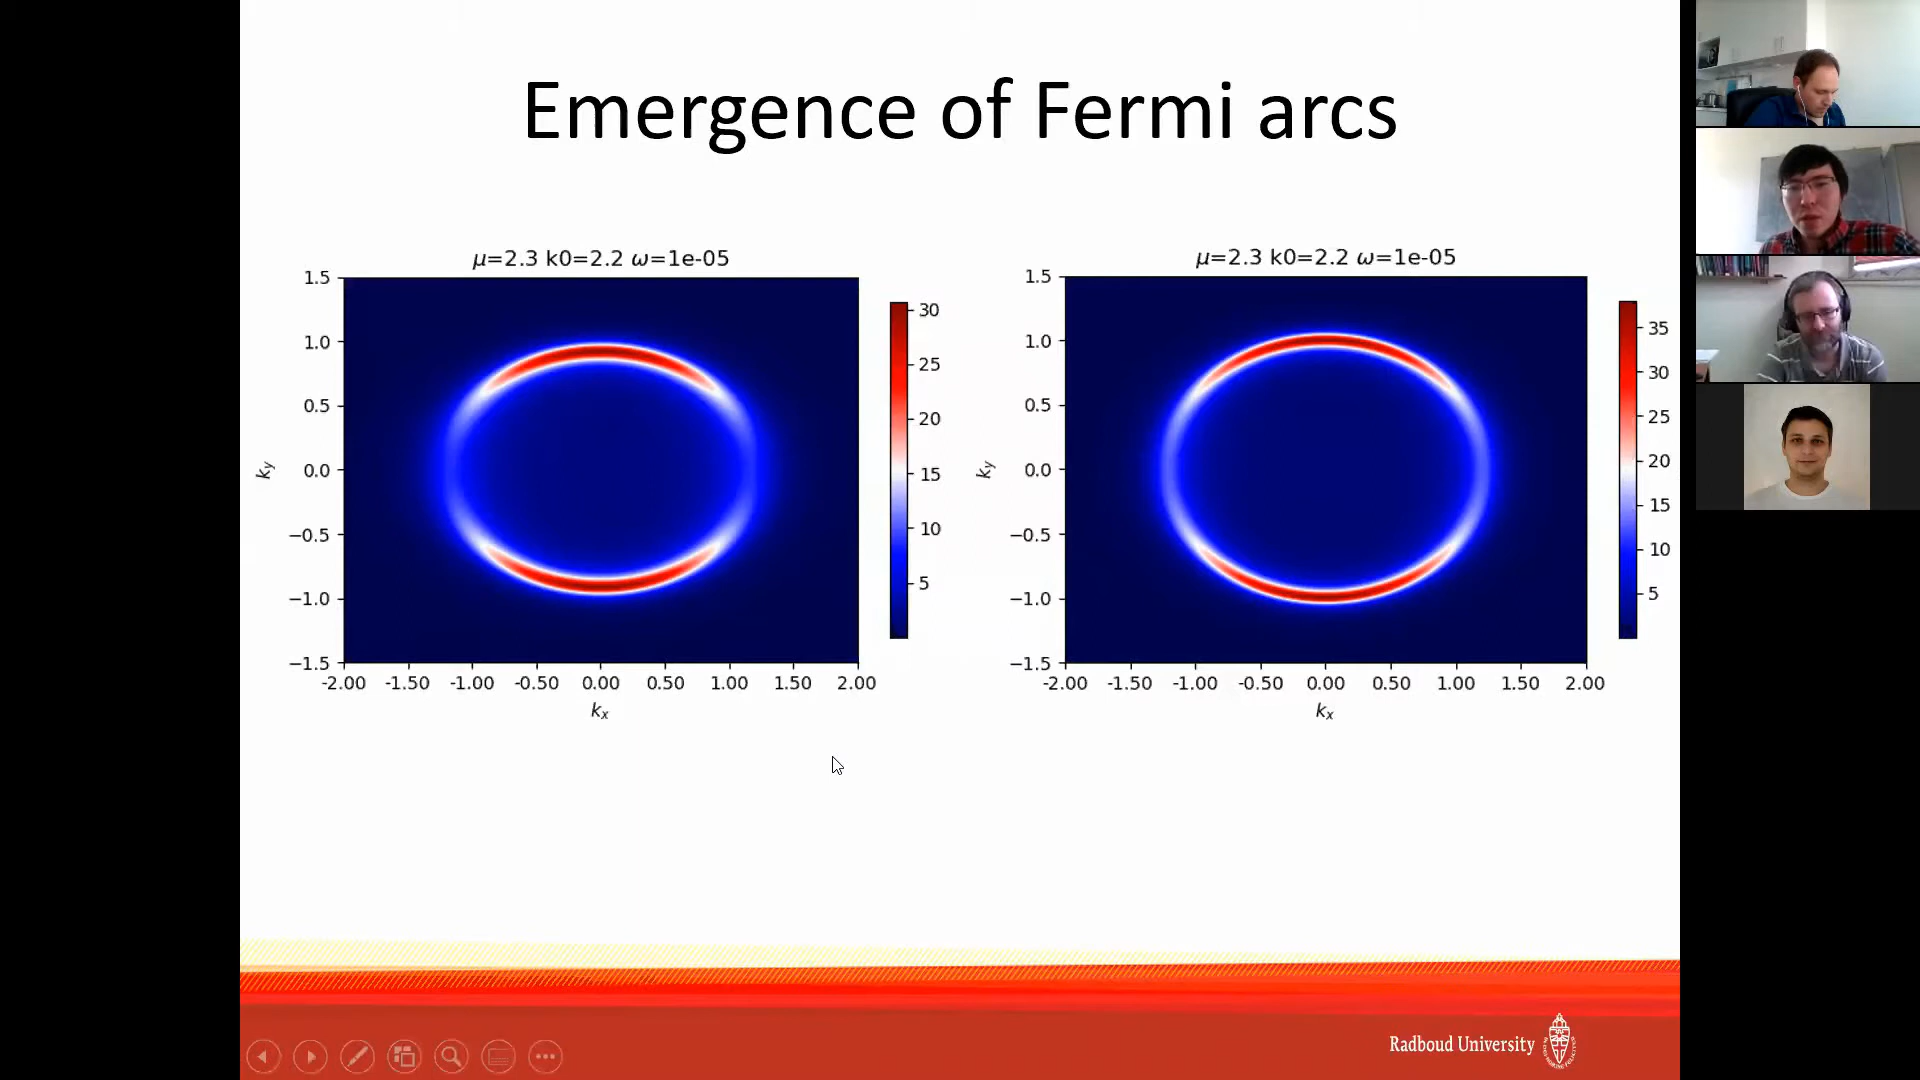 Emergence of Fermi arcs
μ=2.3 k0=2.2 ω=1e-05
1.5
1.0
0.5
0.0
−0.5
−1.0
−1.5
k_y
-2.00 -1.50 -1.00 -0.50 0.00 0.50 1.00 1.50 2.00
k_x
30
25
20
15
10
5
μ=2.3 k0=2.2 ω=1e-05
1.5
1.0
0.5
0.0
−0.5
−1.0
−1.5
k_y
-2.00 -1.50 -1.00 -0.50 0.00 0.50 1.00 1.50 2.00
k_x
35
30
25
20
15
10
5
Radboud University